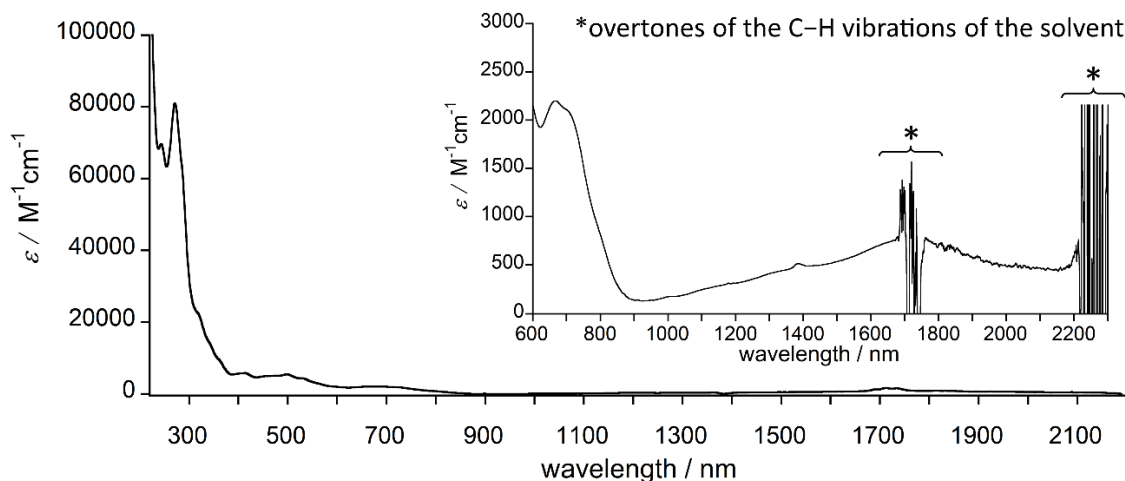 *overtones of the C−H vibrations of the solvent
ε / M⁻¹cm⁻¹
100000
80000
60000
40000
20000
0
300 500 700 900 1100 1300 1500 1700 1900 2100
wavelength / nm
ε / M⁻¹cm⁻¹
3000
2500
2000
1500
1000
500
0
* *
600 800 1000 1200 1400 1600 1800 2000 2200
wavelength / nm